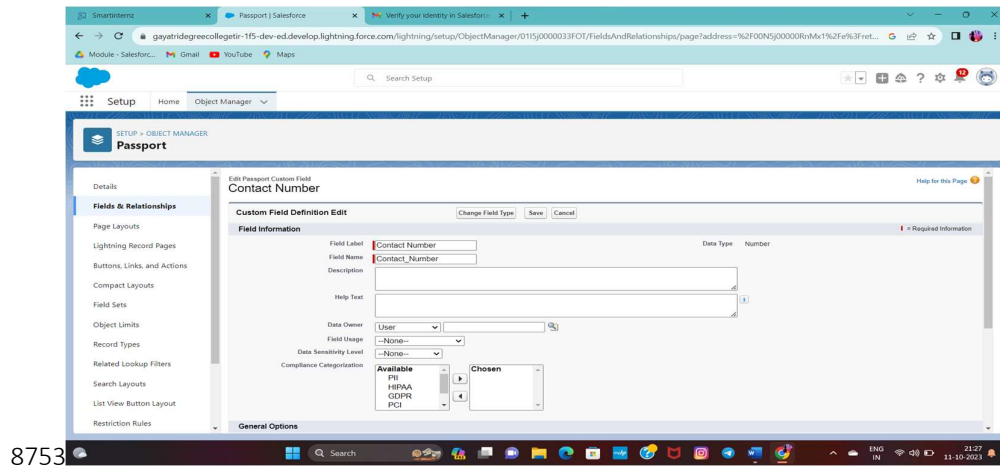 Smartinternz
Passport | Salesforce
Verify your identity in Salesforce
gayatridegreecollegetir-1f5-dev-ed.develop.lightning.force.com/lightning/setup/ObjectManager/01I5j0000033FOT/FieldsAndRelationships/page?address=%2F00N5j00000RnMx1%2Fe%3Fret...
Module - Salesforc... Gmail YouTube Maps
Search Setup
12
Setup Home Object Manager
SETUP > OBJECT MANAGER
Passport
Details
Fields & Relationships
Page Layouts
Lightning Record Pages
Buttons, Links, and Actions
Compact Layouts
Field Sets
Object Limits
Record Types
Related Lookup Filters
Search Layouts
List View Button Layout
Restriction Rules
Edit Passport Custom Field
Contact Number
Help for this Page
Custom Field Definition Edit Change Field Type Save Cancel
Field Information = Required Information
Field Label Contact Number Data Type Number
Field Name Contact_Number
Description
Help Text
Data Owner User
Field Usage --None--
Data Sensitivity Level --None--
Compliance Categorization Available Chosen
PII
HIPAA
GDPR
PCI
General Options
8753
Search
ENG
IN
21:27
11-10-2023